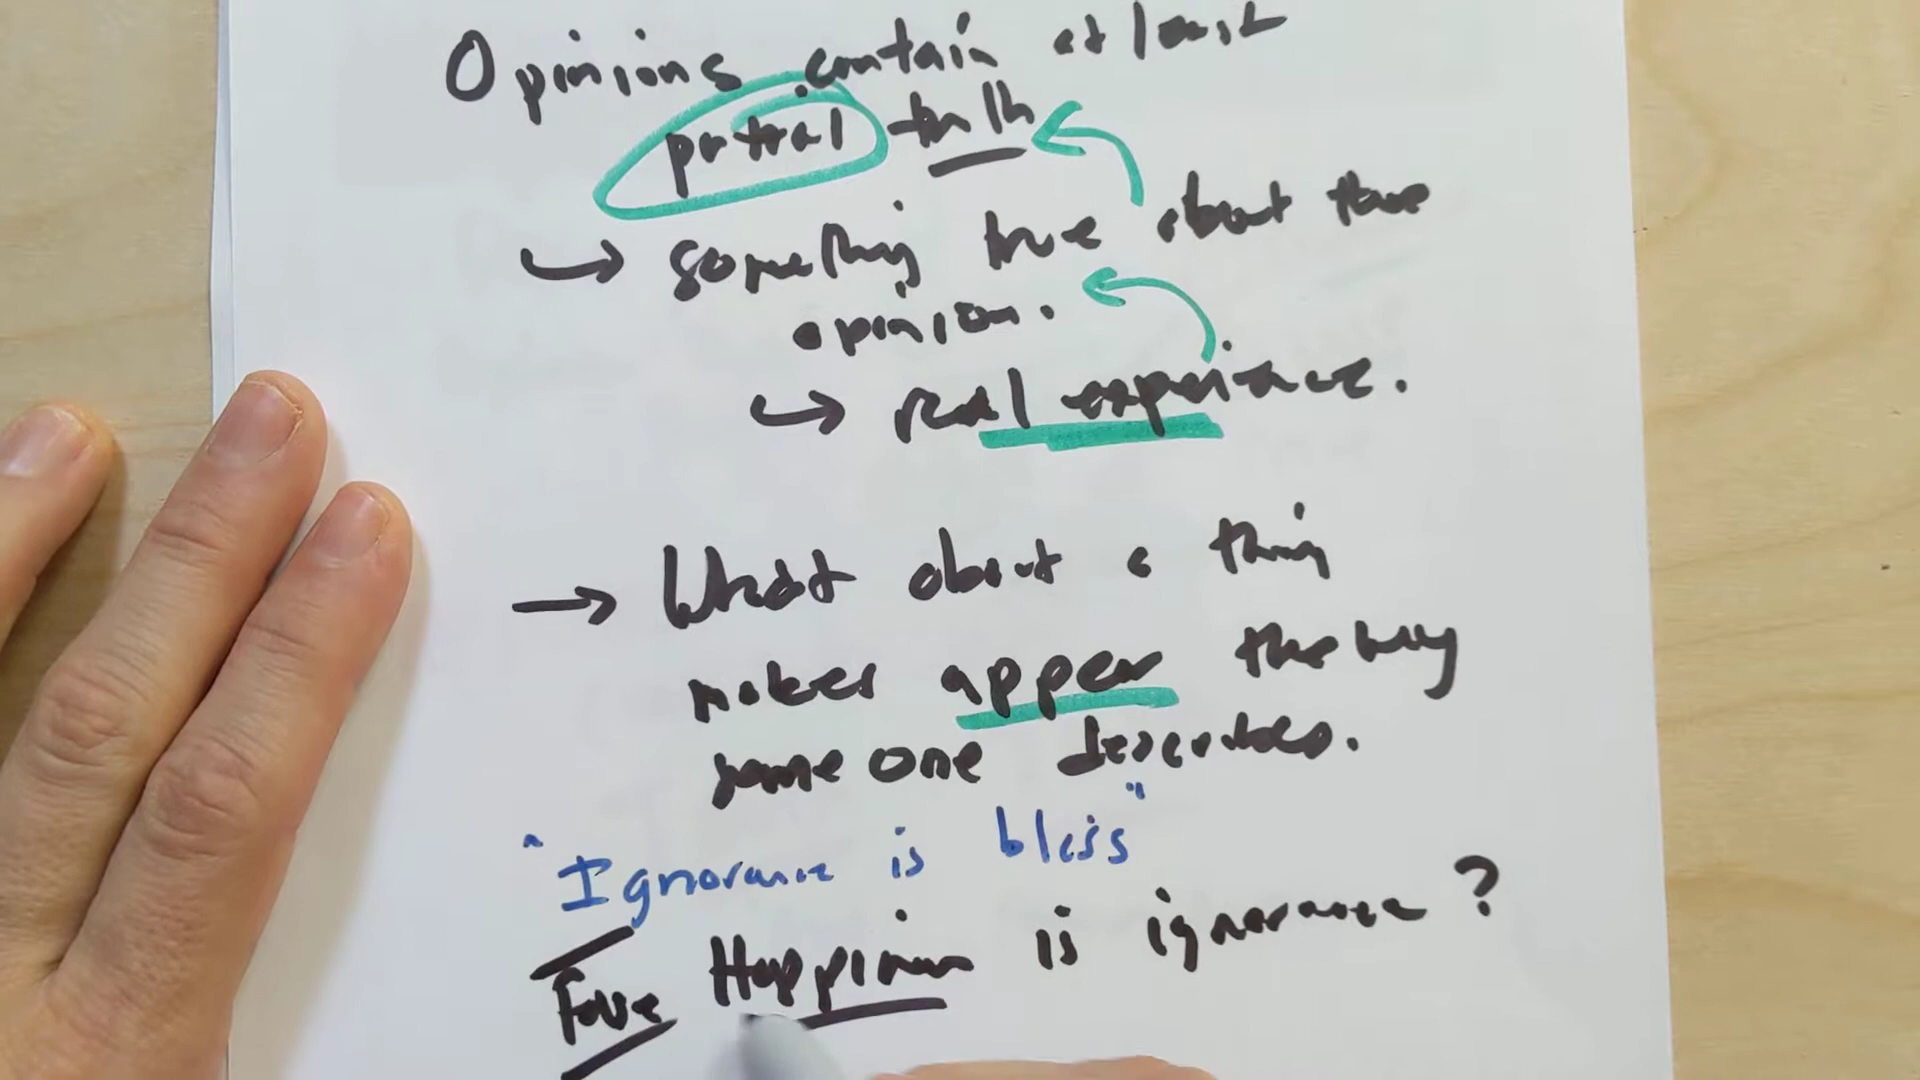 Opinions contain at least
partial truth
↪ something true about those
opinion.
↪ real experience.
→ What about a thing
makes appear the way
someone describes.
"Ignorance is bliss"
Happiness is ignorance?